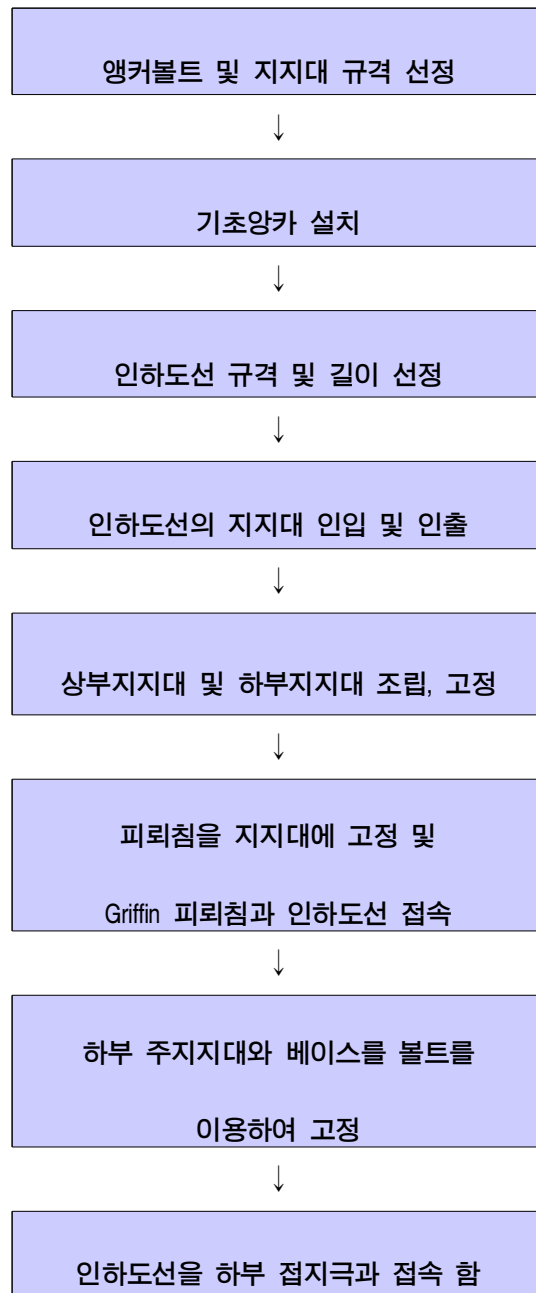 앵커볼트 및 지지대 규격 선정
↓
기초앙카 설치
↓
인하도선 규격 및 길이 선정
↓
인하도선의 지지대 인입 및 인출
↓
상부지지대 및 하부지지대 조립, 고정
↓
피뢰침을 지지대에 고정 및
Griffin 피뢰침과 인하도선 접속
↓
하부 주지지대와 베이스를 볼트를
이용하여 고정
↓
인하도선을 하부 접지극과 접속 함